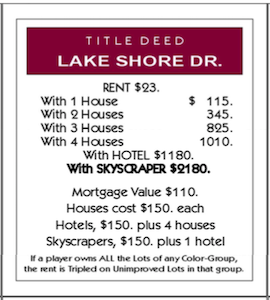 TITLE DEED
LAKE SHORE DR.
RENT $23.
With 1 House $ 115.
With 2 Houses 345.
With 3 Houses 825.
With 4 Houses 1010.
With HOTEL $1180.
With SKYSCRAPER $2180.
Mortgage Value $110.
Houses cost $150. each
Hotels, $150. plus 4 houses
Skyscrapers, $150. plus 1 hotel
If a player owns ALL the Lots of any Color-Group,
the rent is Tripled on Unimproved Lots in that group.